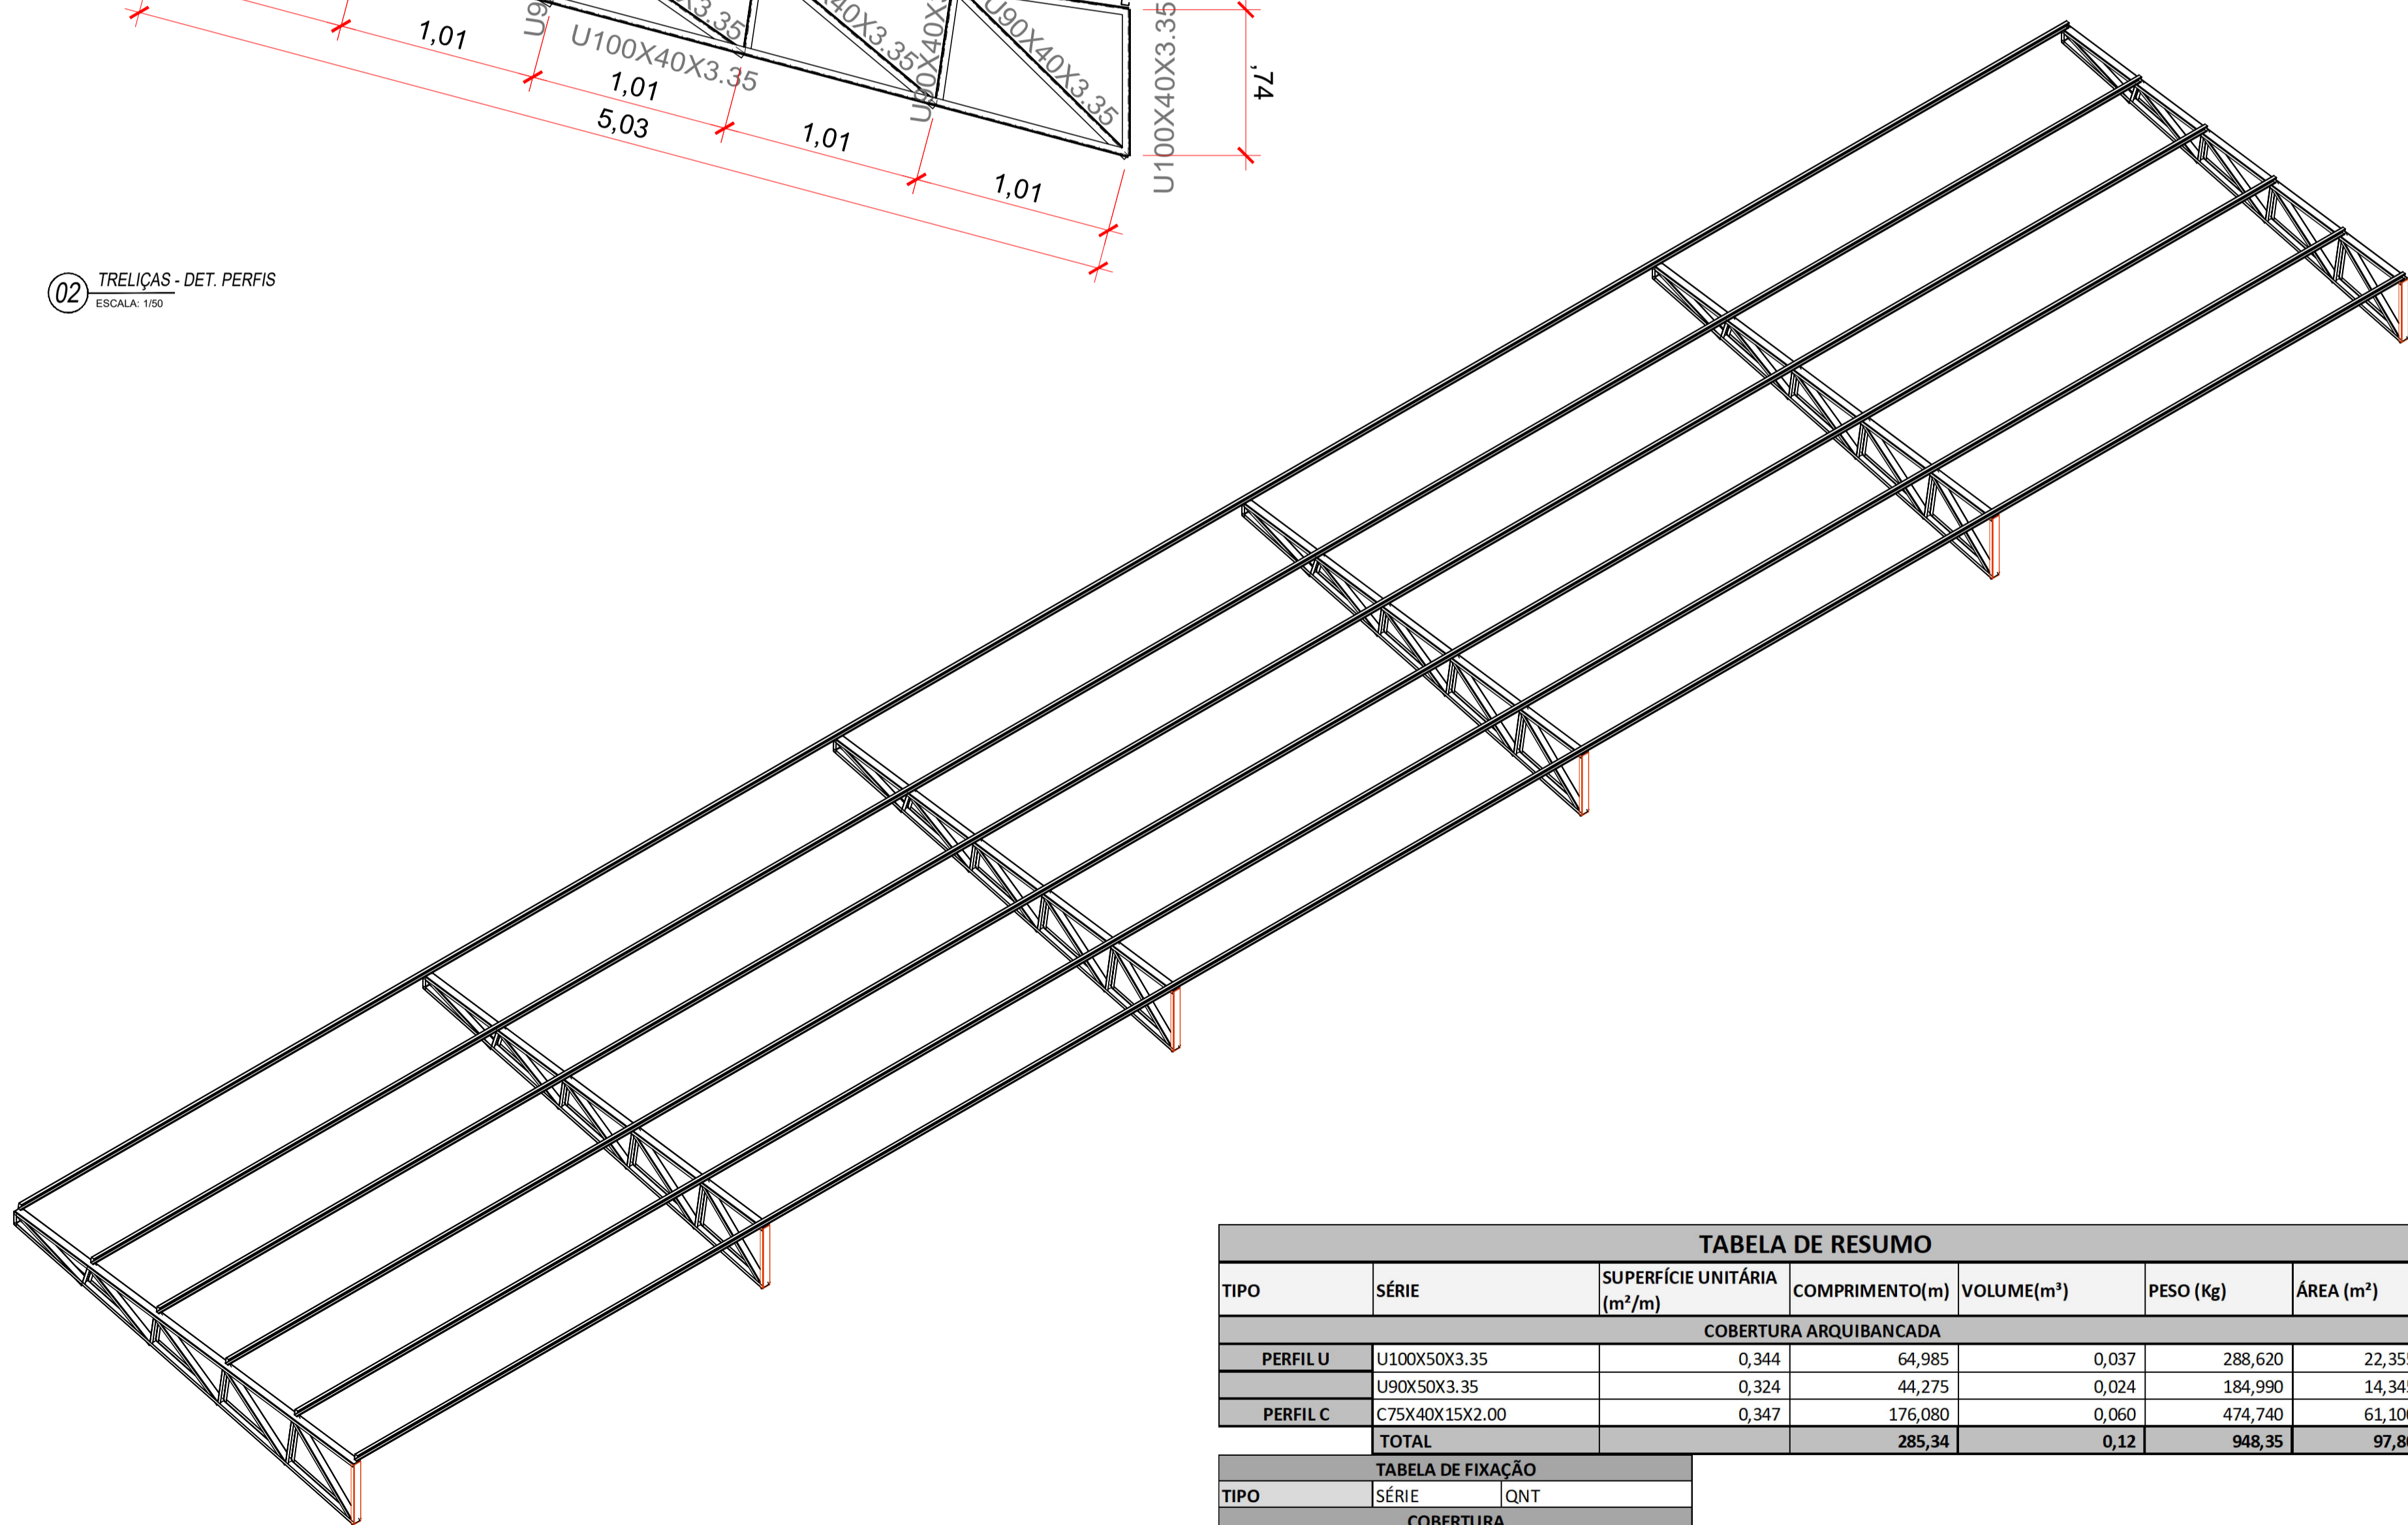 1,01
1,01
5,03
1,01
1,01
U100X40X3.35
U90X40X3.35
U100X40X3.35
,74
02
TRELIÇAS - DET. PERFIS
ESCALA: 1/50
TABELA DE RESUMO
TIPO SÉRIE SUPERFÍCIE UNITÁRIA (m²/m) COMPRIMENTO(m) VOLUME(m³) PESO (Kg) ÁREA (m²)
COBERTURA ARQUIBANCADA
PERFIL U U100X50X3.35 0,344 64,985 0,037 288,620
U90X50X3.35 0,324 44,275 0,024 184,990
PERFIL C C75X40X15X2.00 0,347 176,080 0,060 474,740
TOTAL 285,34 0,12 948,35
TABELA DE FIXAÇÃO
TIPO SÉRIE QNT
COBERTURA